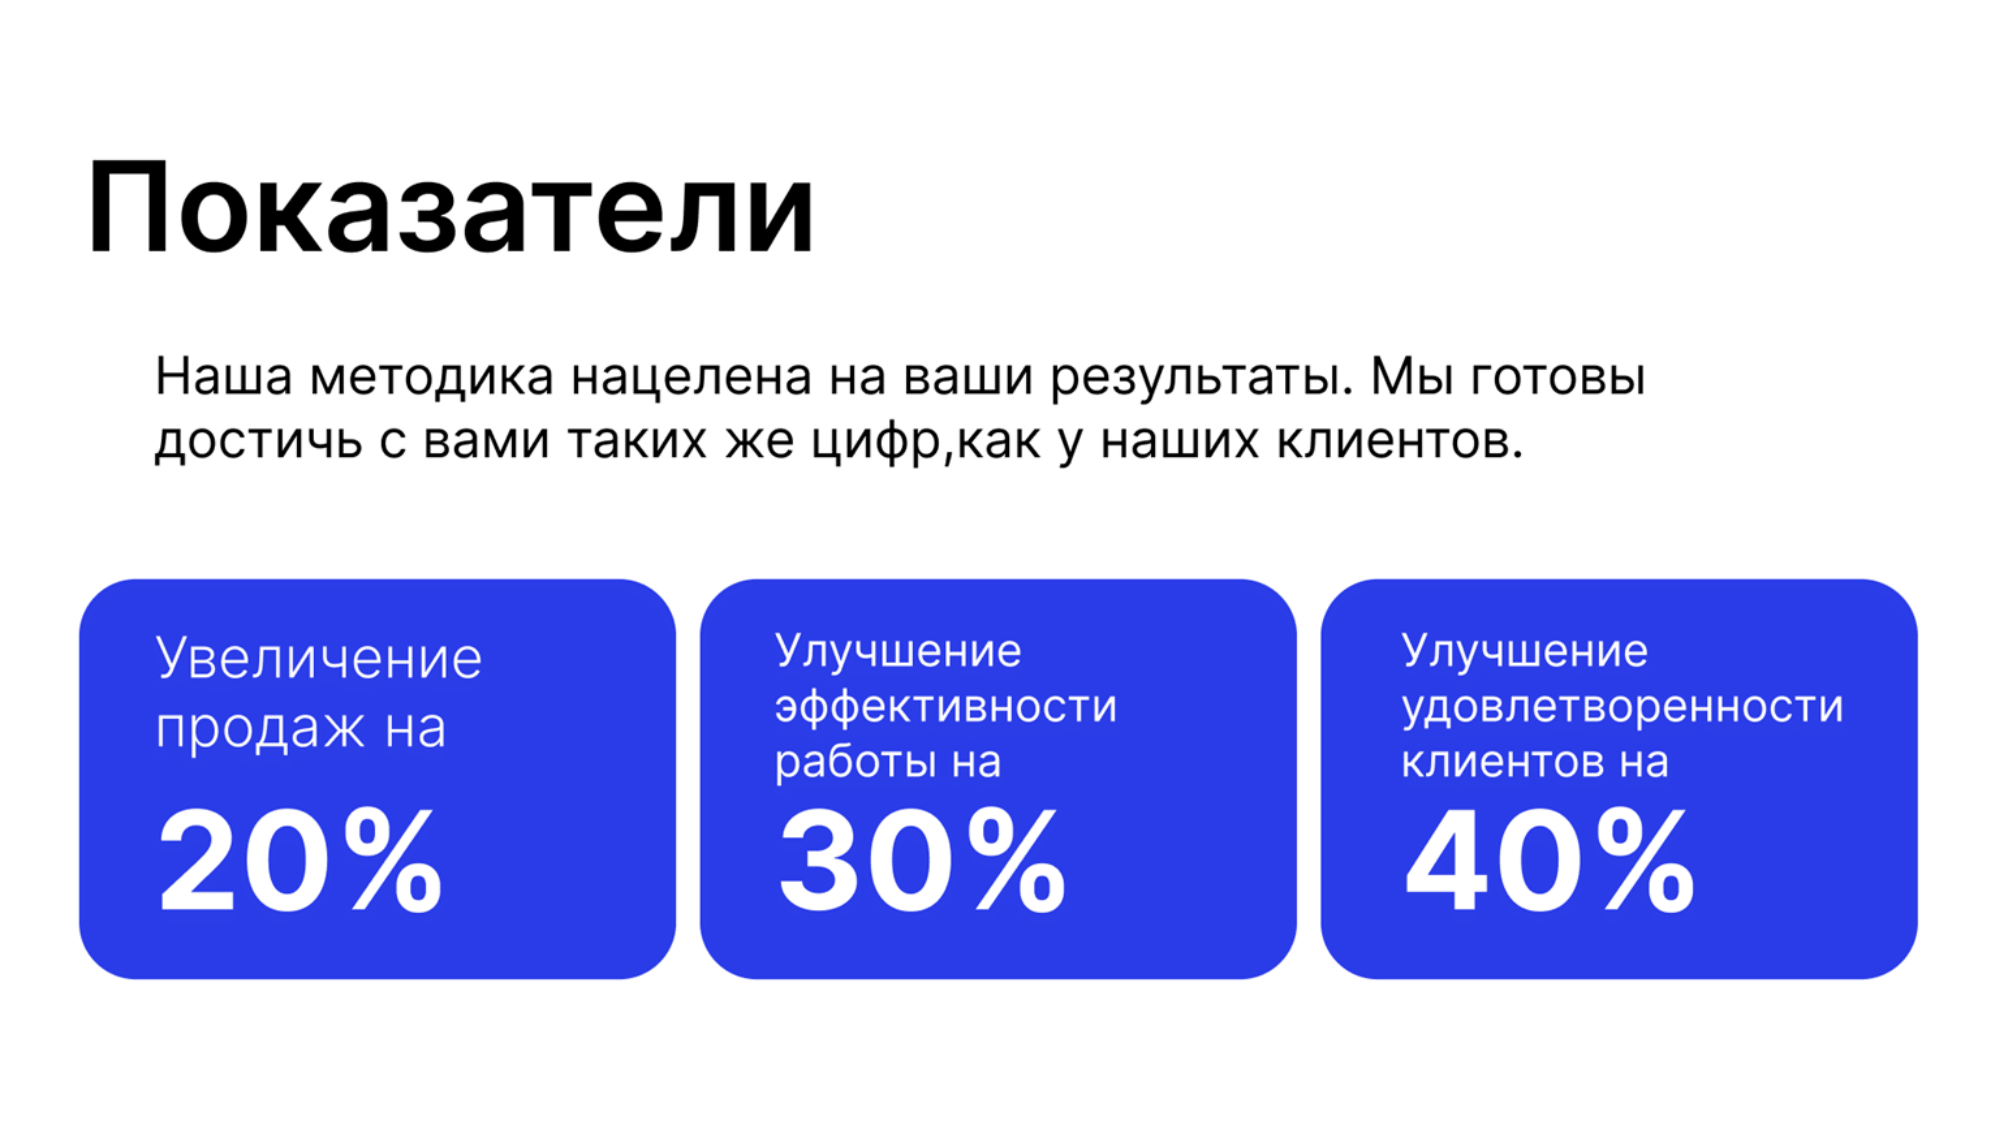 Показатели
Наша методика нацелена на ваши результаты. Мы готовы
достичь с вами таких же цифр,как у наших клиентов.
Увеличение
продаж на
20%
Улучшение
эффективности
работы на
30%
Улучшение
удовлетворенности
клиентов на
40%